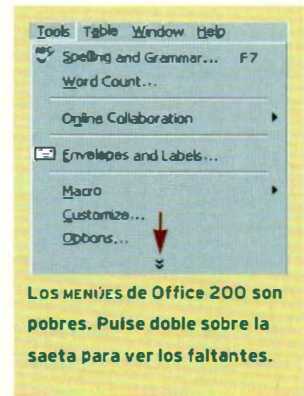 Tools Table Window Help
Spelling and Grammar... F7
Word Count...
Online Collaboration
Envelopes and Labels...
Macro
Customize...
Options...
Los MENÚES de Office 200 son
pobres. Pulse doble sobre la
saeta para ver los faltantes.